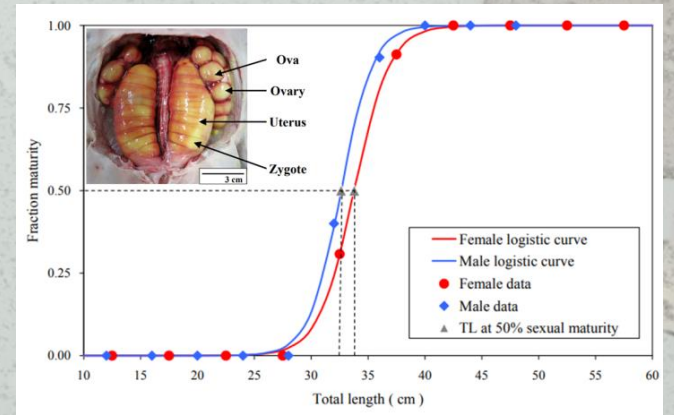 1.00
0.75
0.50
0.25
0.00
Fraction maturity
Ova
Ovary
Uterus
Zygote
3 cm
Female logistic curve
Male logistic curve
Female data
Male data
TL at 50% sexual maturity
10 15 20 25 30 35 40 45 50 55 60
Total length ( cm )